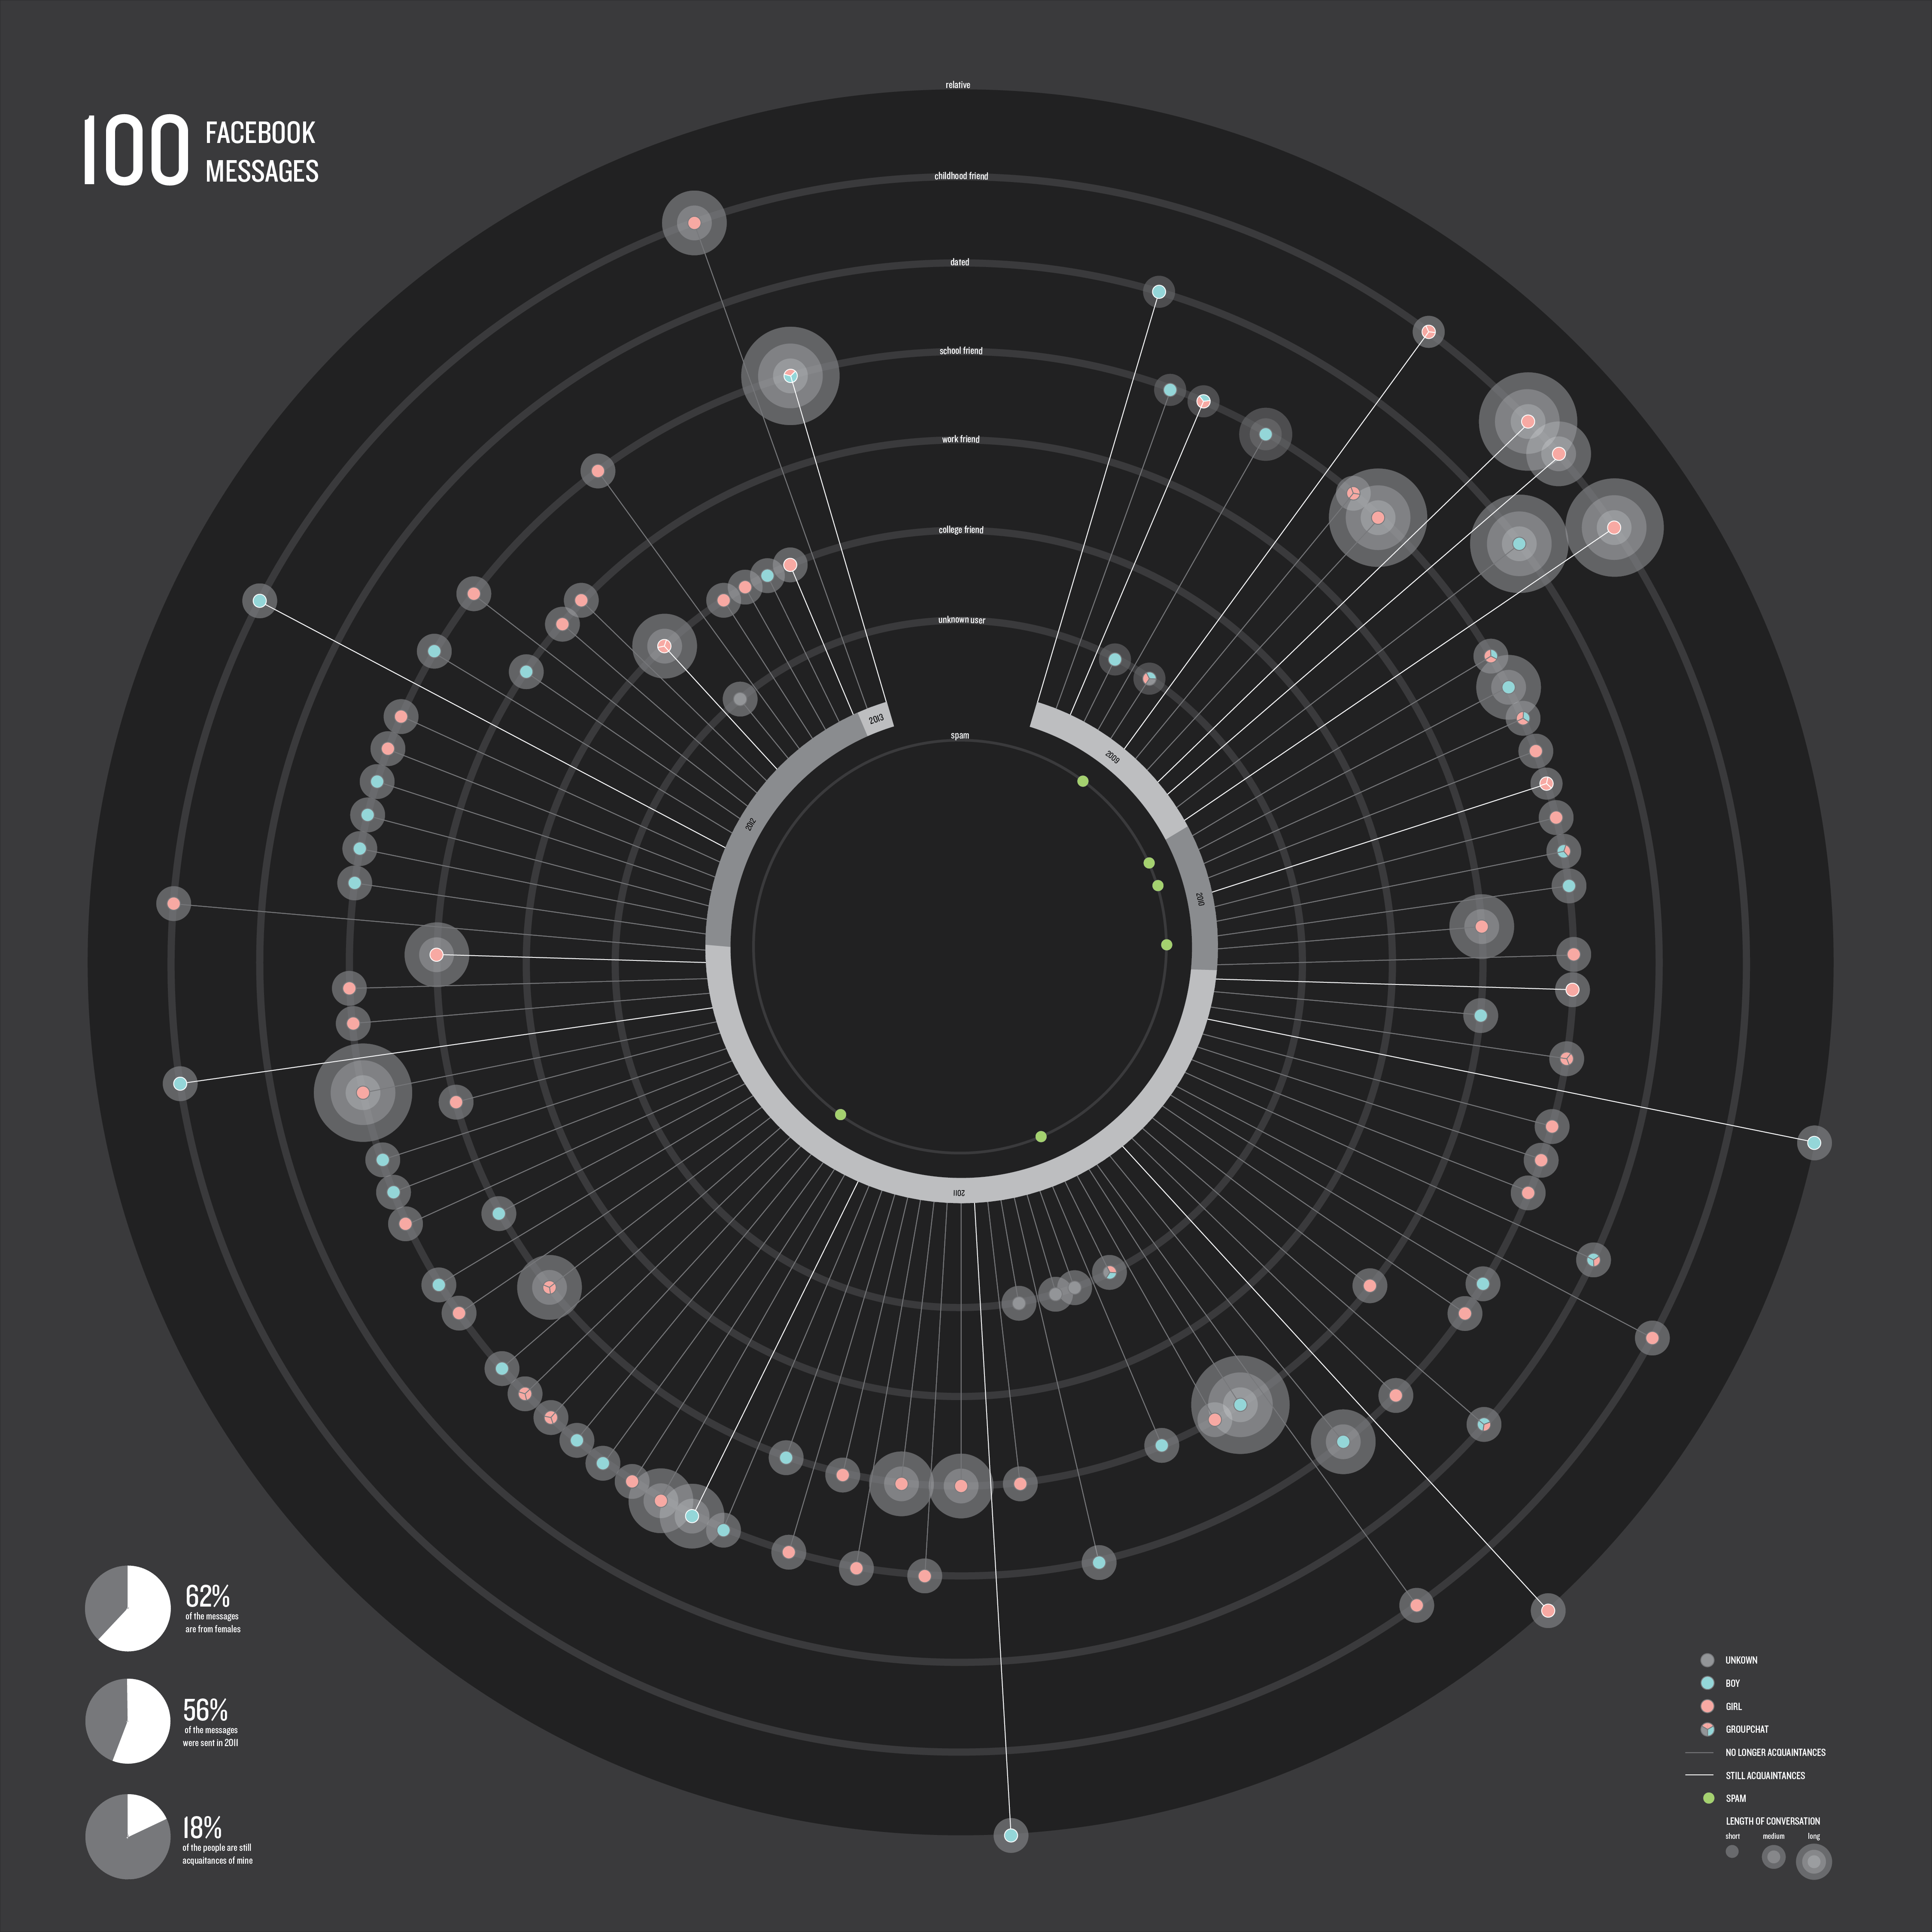 100 FACEBOOK
MESSAGES
relative
childhood friend
dated
school friend
work friend
college friend
unknown user
spam
2009
2010
2011
2012
2013
62%
of the messages
are from females
56%
of the messages
were sent in 2011
18%
of the people are still
acquaitances of mine
UNKOWN
BOY
GIRL
GROUPCHAT
NO LONGER ACQUAINTANCES
STILL ACQUAINTANCES
SPAM
LENGTH OF CONVERSATION
short medium long